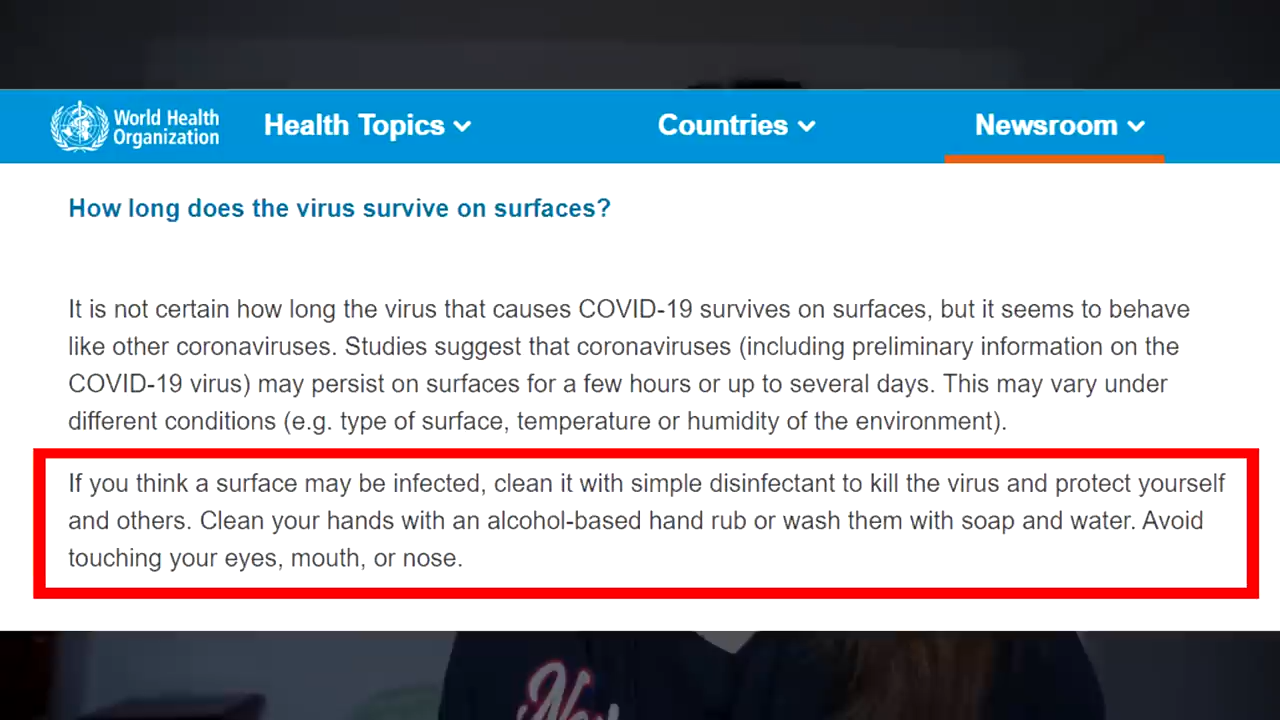 World Health
Organization
Health Topics
Countries
Newsroom
How long does the virus survive on surfaces?
It is not certain how long the virus that causes COVID-19 survives on surfaces, but it seems to behave
like other coronaviruses. Studies suggest that coronaviruses (including preliminary information on the
COVID-19 virus) may persist on surfaces for a few hours or up to several days. This may vary under
different conditions (e.g. type of surface, temperature or humidity of the environment).
If you think a surface may be infected, clean it with simple disinfectant to kill the virus and protect yourself
and others. Clean your hands with an alcohol-based hand rub or wash them with soap and water. Avoid
touching your eyes, mouth, or nose.